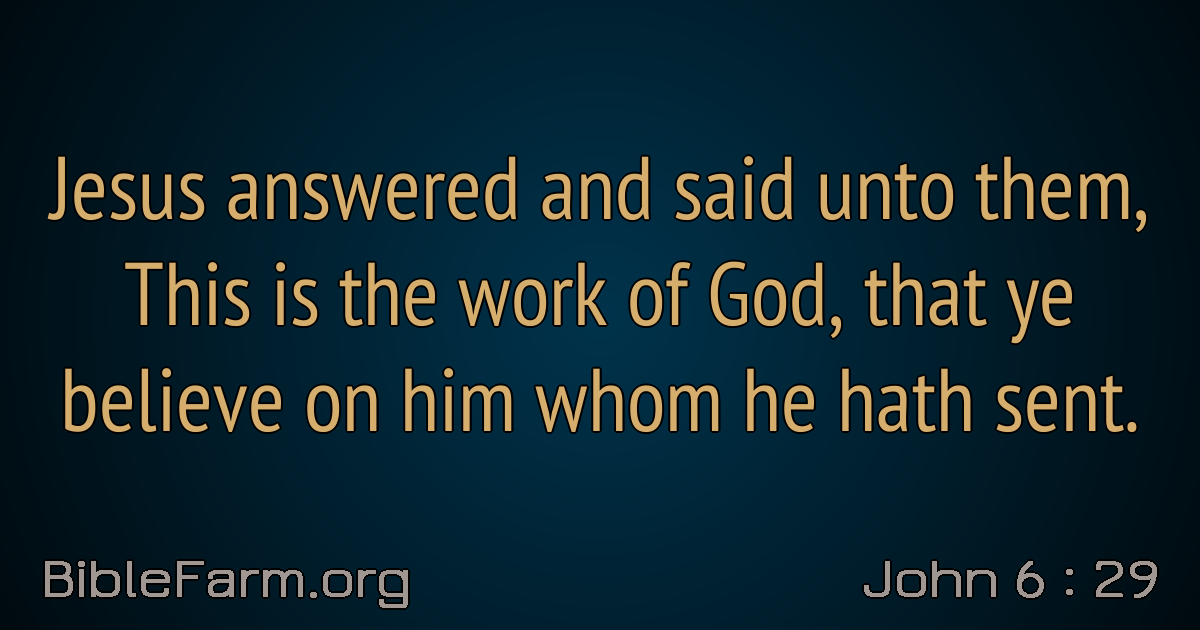 Jesus answered and said unto them,
This is the work of God, that ye
believe on him whom he hath sent.
BibleFarm.org
John 6 : 29